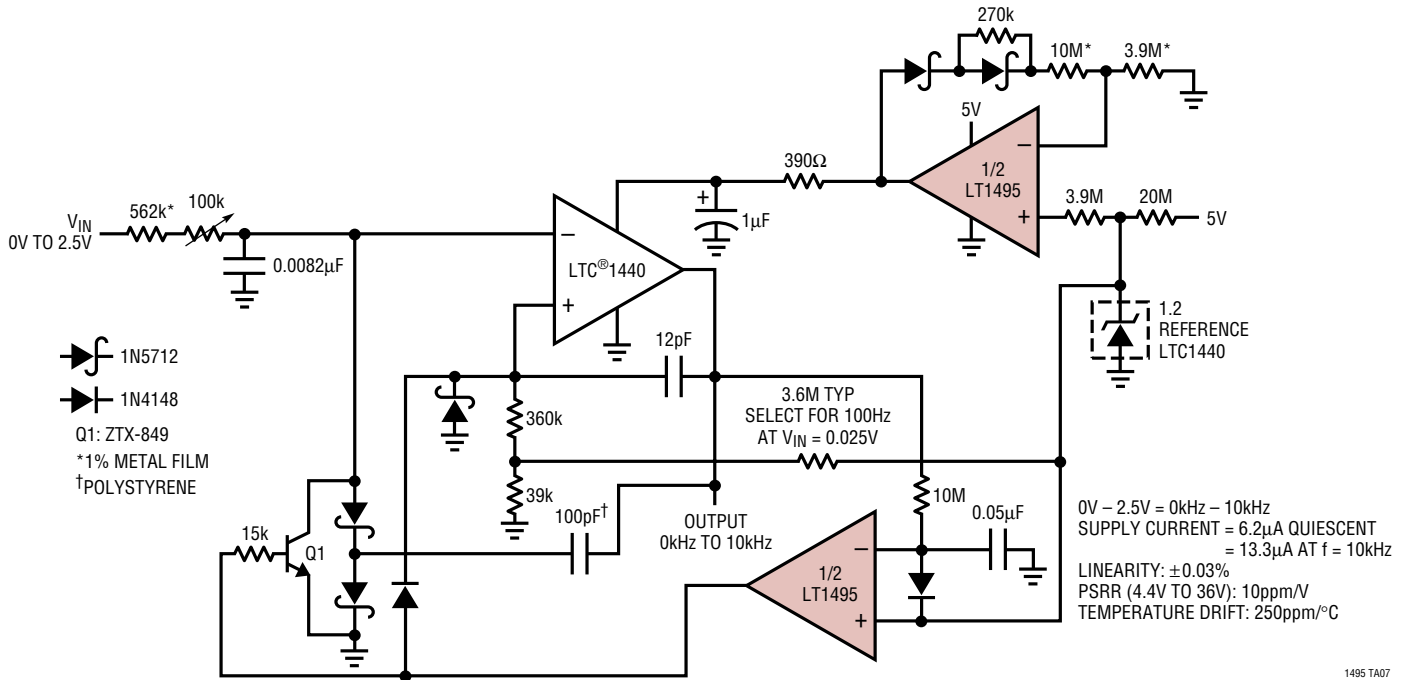 270k
10M*
3.9M*
5V
390Ω
–
1/2
LT1495
+
3.9M
20M
5V
100k
562k*
VIN
0V TO 2.5V
+
1µF
–
LTC®1440
+
0.0082µF
1.2
REFERENCE
LTC1440
12pF
1N5712
1N4148
Q1: ZTX-849
*1% METAL FILM
†POLYSTYRENE
3.6M TYP
SELECT FOR 100Hz
AT VIN = 0.025V
360k
39k
10M
100pF†
OUTPUT
0kHz TO 10kHz
0.05µF
15k
Q1
–
1/2
LT1495
+
0V – 2.5V = 0kHz – 10kHz
SUPPLY CURRENT = 6.2µA QUIESCENT
= 13.3µA AT f = 10kHz
LINEARITY: ±0.03%
PSRR (4.4V TO 36V): 10ppm/V
TEMPERATURE DRIFT: 250ppm/°C
1495 TA07